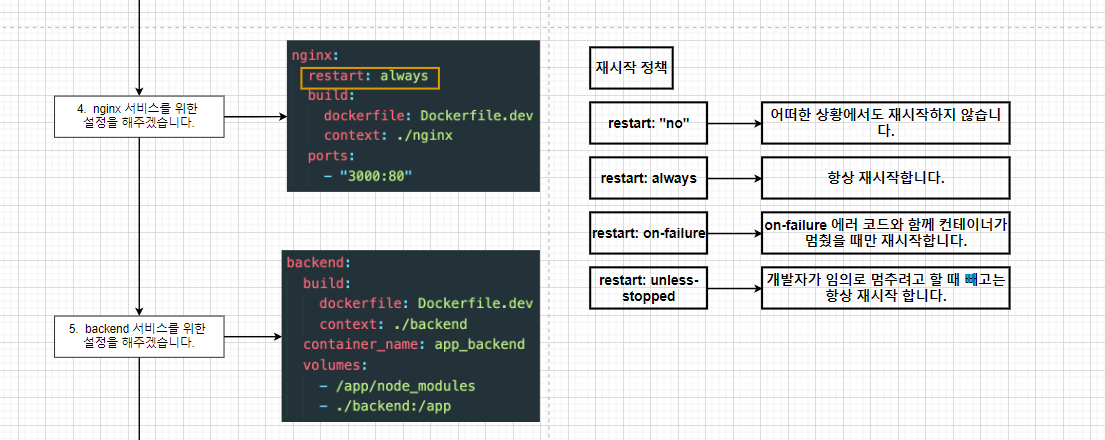 4. nginx 서비스를 위한
설정을 해주겠습니다.
nginx:
restart: always
build:
dockerfile: Dockerfile.dev
context: ./nginx
ports:
- "3000:80"
5. backend 서비스를 위한
설정을 해주겠습니다.
backend:
build:
dockerfile: Dockerfile.dev
context: ./backend
container_name: app_backend
volumes:
- /app/node_modules
- ./backend:/app
재시작 정책
restart: "no"
어떠한 상황에서도 재시작하지 않습니
다.
restart: always
항상 재시작합니다.
restart: on-failure
on-failure 에러 코드와 함께 컨테이너가
멈췄을 때만 재시작합니다.
restart: unless-
stopped
개발자가 임의로 멈추려고 할 때 빼고는
항상 재시작 합니다.